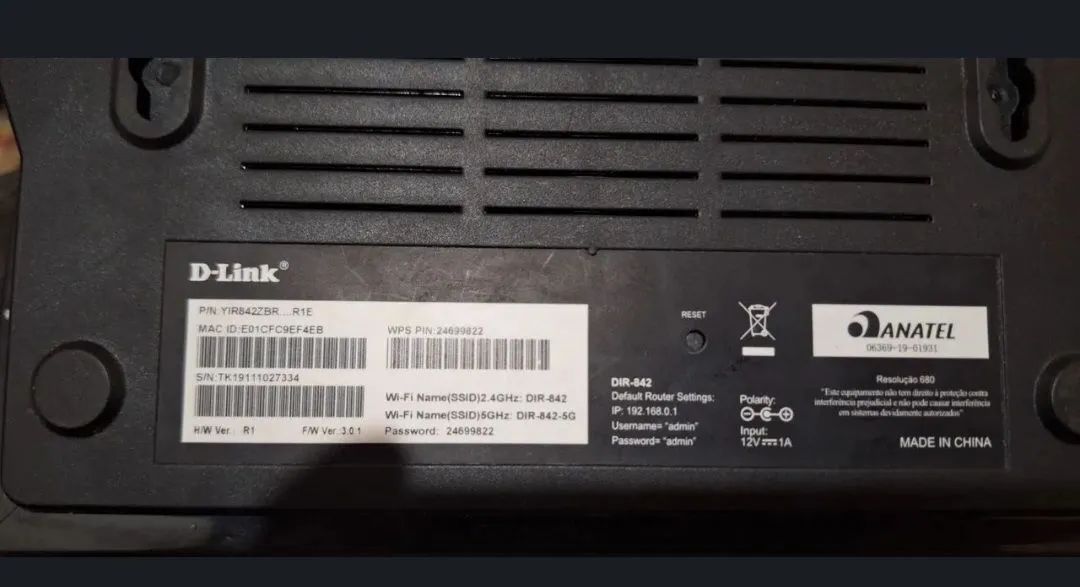 D-Link®
P/N:YIR842ZBR....R1E
MAC ID:E01CFC9EF4EB
WPS PIN:24699822
S/N:TK19111027334
Wi-Fi Name(SSID)2.4GHz: DIR-842
Wi-Fi Name(SSID)5GHz: DIR-842-5G
Password: 24699822
H/W Ver.: R1 F/W Ver.:3.0.1
RESET
DIR-842
Default Router Settings:
IP: 192.168.0.1
Username= "admin"
Password= "admin"
Polarity:
Input:
12V⎓1A
ANATEL
06369-19-01931
Resolução 680
"Este equipamento não tem direito à proteção contra
interferência prejudicial e não pode causar interferência
em sistemas devidamente autorizados"
MADE IN CHINA